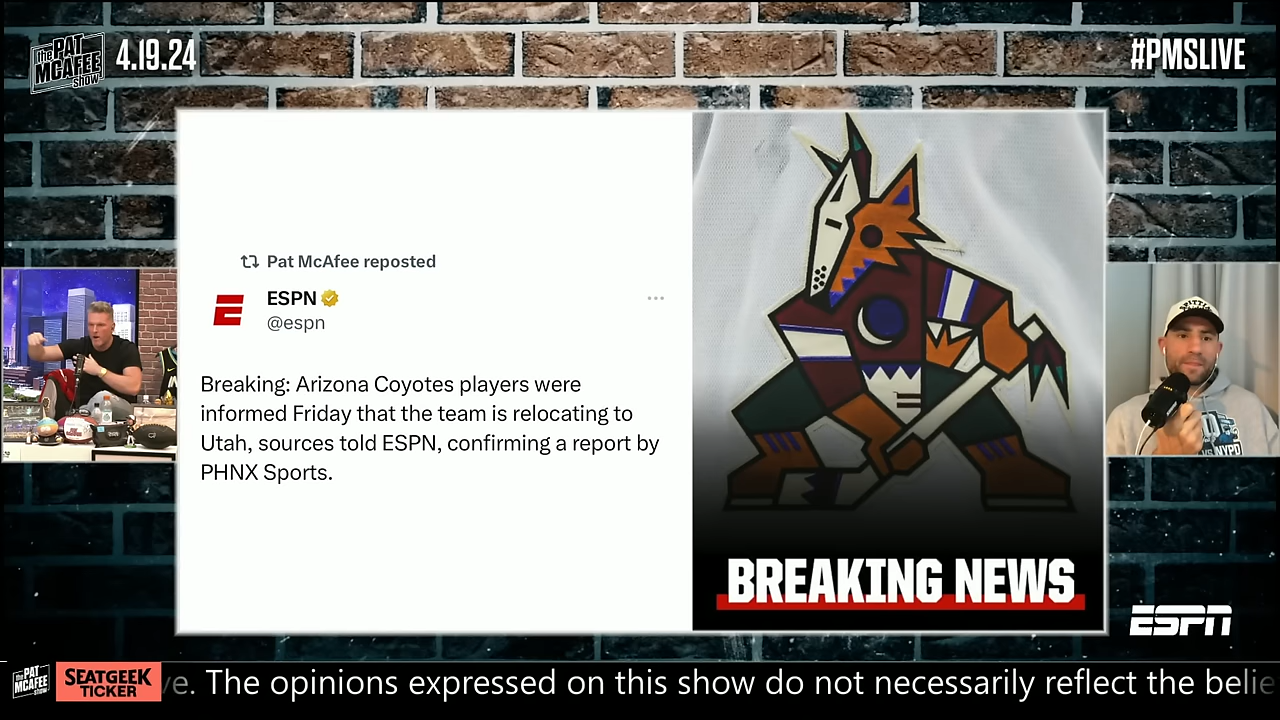 the PAT MCAFEE show
4.19.24
#PMSLIVE
Pat McAfee reposted
ESPN
@espn
Breaking: Arizona Coyotes players were
informed Friday that the team is relocating to
Utah, sources told ESPN, confirming a report by
PHNX Sports.
BREAKING NEWS
ESPN
VS NYPD
the PAT MCAFEE show
SEATGEEK
TICKER
ve. The opinions expressed on this show do not necessarily reflect the belie